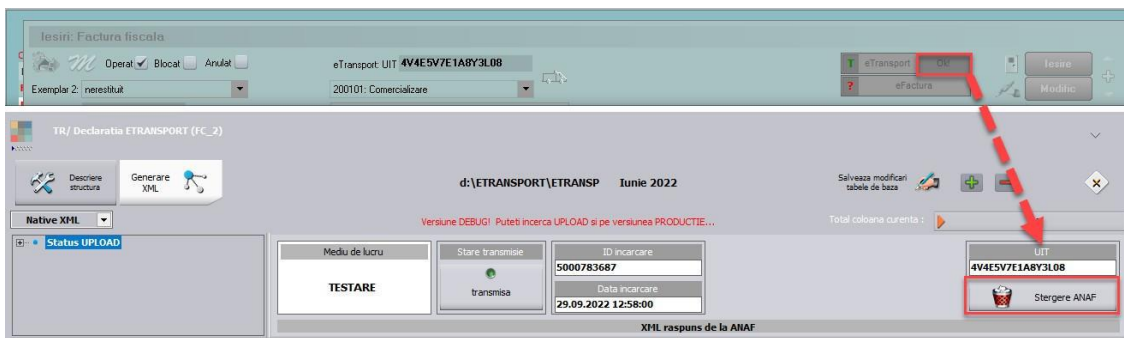 Iesiri: Factura fiscala
Operat Blocat Anulat
eTransport: UIT 4V4E5V7E1A8Y3L08
T eTransport Ok!
Iesire
Exemplar 2: nerestituit
200101: Comercializare
? eFactura
Modific
TR/ Declaratia ETRANSPORT (FC_2)
Descriere structura
Generare XML
d:\ETRANSPORT\ETRANSP Iunie 2022
Salveaza modificari
tabele de baza
Native XML
Versiune DEBUG! Puteti incerca UPLOAD si pe versiunea PRODUCTIE...
Total coloana curenta :
Status UPLOAD
Mediu de lucru
TESTARE
Stare transmisie
transmisa
ID incarcare
5000783687
Data incarcare
29.09.2022 12:58:00
UIT
4V4E5V7E1A8Y3L08
Stergere ANAF
XML raspuns de la ANAF